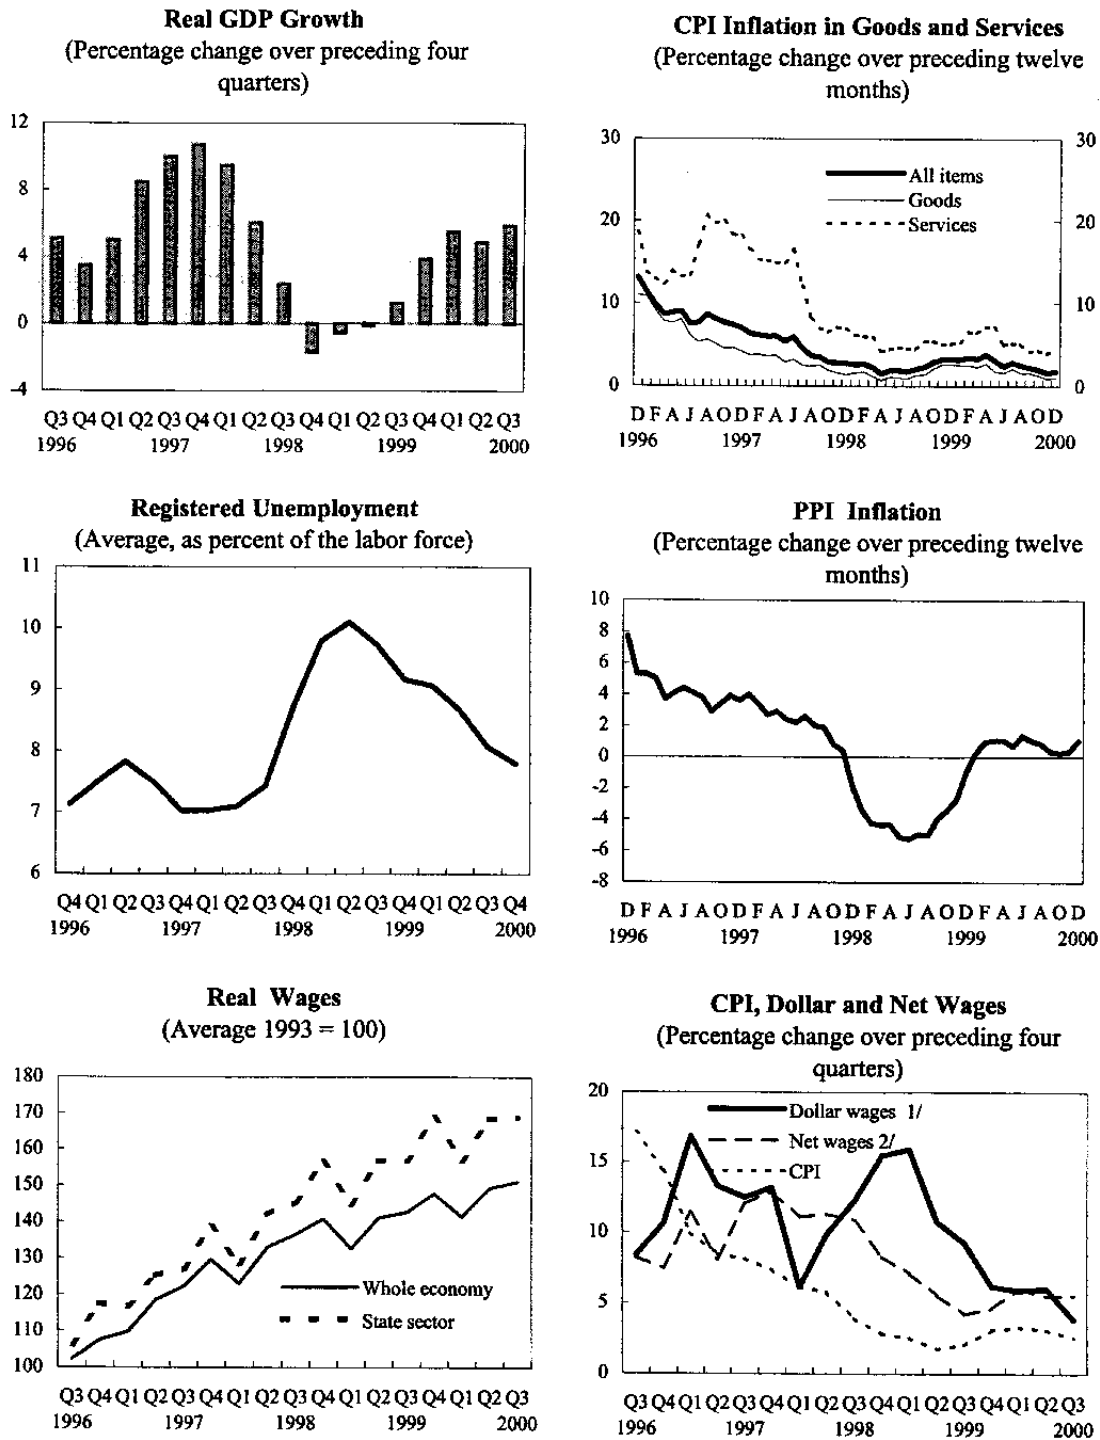 Real GDP Growth
(Percentage change over preceding four
quarters)
12
8
4
0
-4
Q3 Q4 Q1 Q2 Q3 Q4 Q1 Q2 Q3 Q4 Q1 Q2 Q3 Q4 Q1 Q2 Q3
1996 1997 1998 1999 2000
CPI Inflation in Goods and Services
(Percentage change over preceding twelve
months)
30 30
All items
Goods
20 20
Services
10 10
0 0
D F A J A O D F A J A O D F A J A O D F A J A O D
1996 1997 1998 1999 2000
Registered Unemployment
(Average, as percent of the labor force)
11
10
9
8
7
6
Q4 Q1 Q2 Q3 Q4 Q1 Q2 Q3 Q4 Q1 Q2 Q3 Q4 Q1 Q2 Q3 Q4
1996 1997 1998 1999 2000
PPI Inflation
(Percentage change over preceding twelve
months)
10
8
6
4
2
0
-2
-4
-6
-8
D F A J A O D F A J A O D F A J A O D F A J A O D
1996 1997 1998 1999 2000
Real Wages
(Average 1993 = 100)
180
170
160
150
140
130
120
110
100
Whole economy
State sector
Q3 Q4 Q1 Q2 Q3 Q4 Q1 Q2 Q3 Q4 Q1 Q2 Q3 Q4 Q1 Q2 Q3
1996 1997 1998 1999 2000
CPI, Dollar and Net Wages
(Percentage change over preceding four
quarters)
20
Dollar wages 1/
Net wages 2/
CPI
15
10
5
0
Q3 Q4 Q1 Q2 Q3 Q4 Q1 Q2 Q3 Q4 Q1 Q2 Q3 Q4 Q1 Q2 Q3
1996 1997 1998 1999 2000